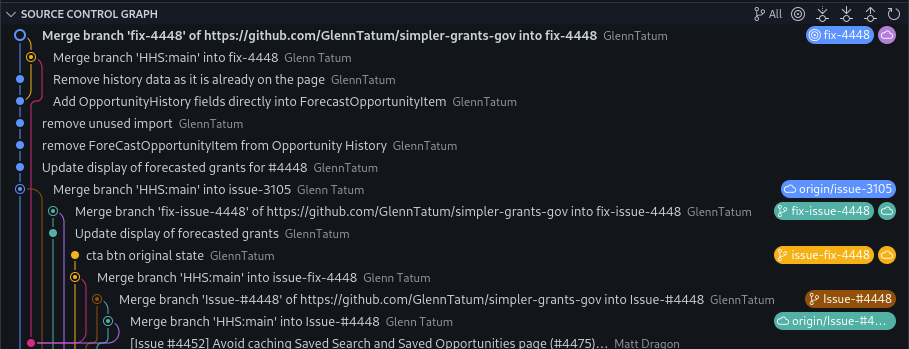 SOURCE CONTROL GRAPH All
Merge branch 'fix-4448' of https://github.com/GlennTatum/simpler-grants-gov into fix-4448 GlennTatum fix-4448
Merge branch 'HHS:main' into fix-4448 Glenn Tatum
Remove history data as it is already on the page GlennTatum
Add OpportunityHistory fields directly into ForecastOpportunityItem GlennTatum
remove unused import GlennTatum
remove ForeCastOpportunityItem from Opportunity History GlennTatum
Update display of forecasted grants for #4448 GlennTatum
Merge branch 'HHS:main' into issue-3105 Glenn Tatum origin/issue-3105
Merge branch 'fix-issue-4448' of https://github.com/GlennTatum/simpler-grants-gov into fix-issue-4448 GlennTatum fix-issue-4448
Update display of forecasted grants GlennTatum
cta btn original state GlennTatum issue-fix-4448
Merge branch 'HHS:main' into issue-fix-4448 Glenn Tatum
Merge branch 'Issue-#4448' of https://github.com/GlennTatum/simpler-grants-gov into Issue-#4448 GlennTatum Issue-#4448
Merge branch 'HHS:main' into Issue-#4448 Glenn Tatum origin/Issue-#4...
[Issue #4452] Avoid caching Saved Search and Saved Opportunities page (#4475)... Matt Dragon